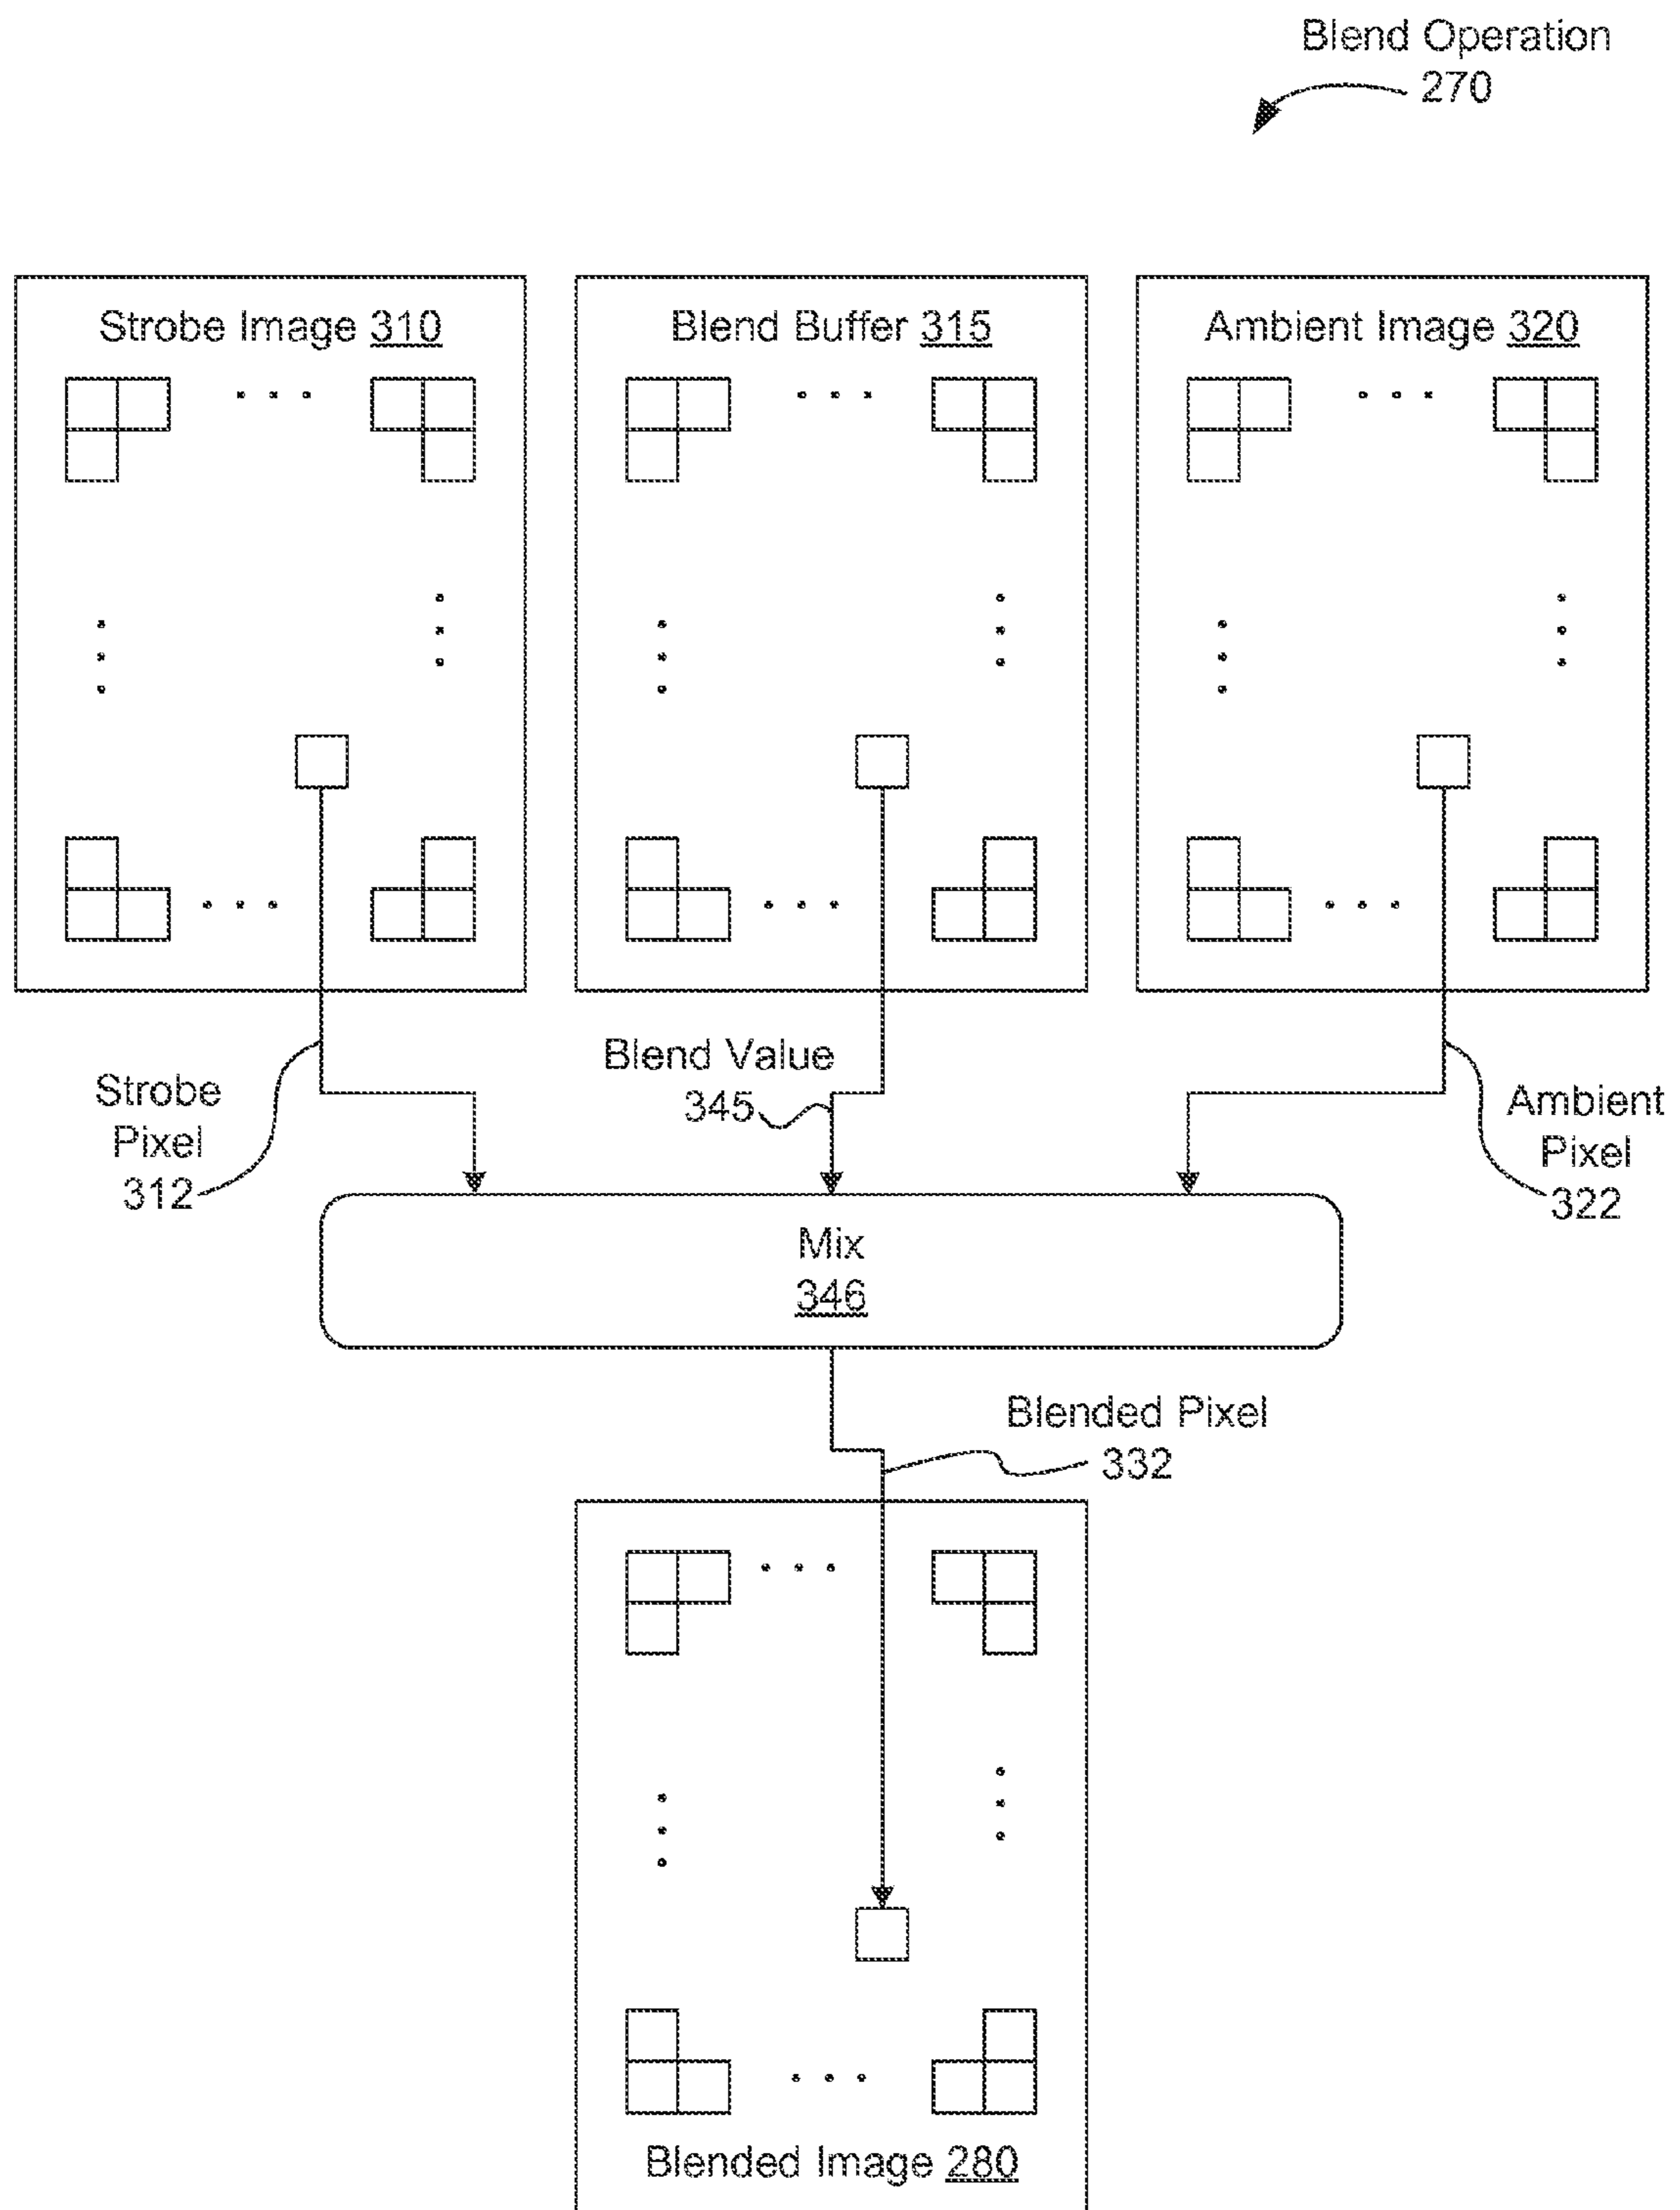 Blend Operation
270
Strobe Image 310
Blend Buffer 315
Ambient Image 320
Strobe
Pixel
312
Blend Value
345
Ambient
Pixel
322
Mix
346
Blended Pixel
332
Blended Image 280